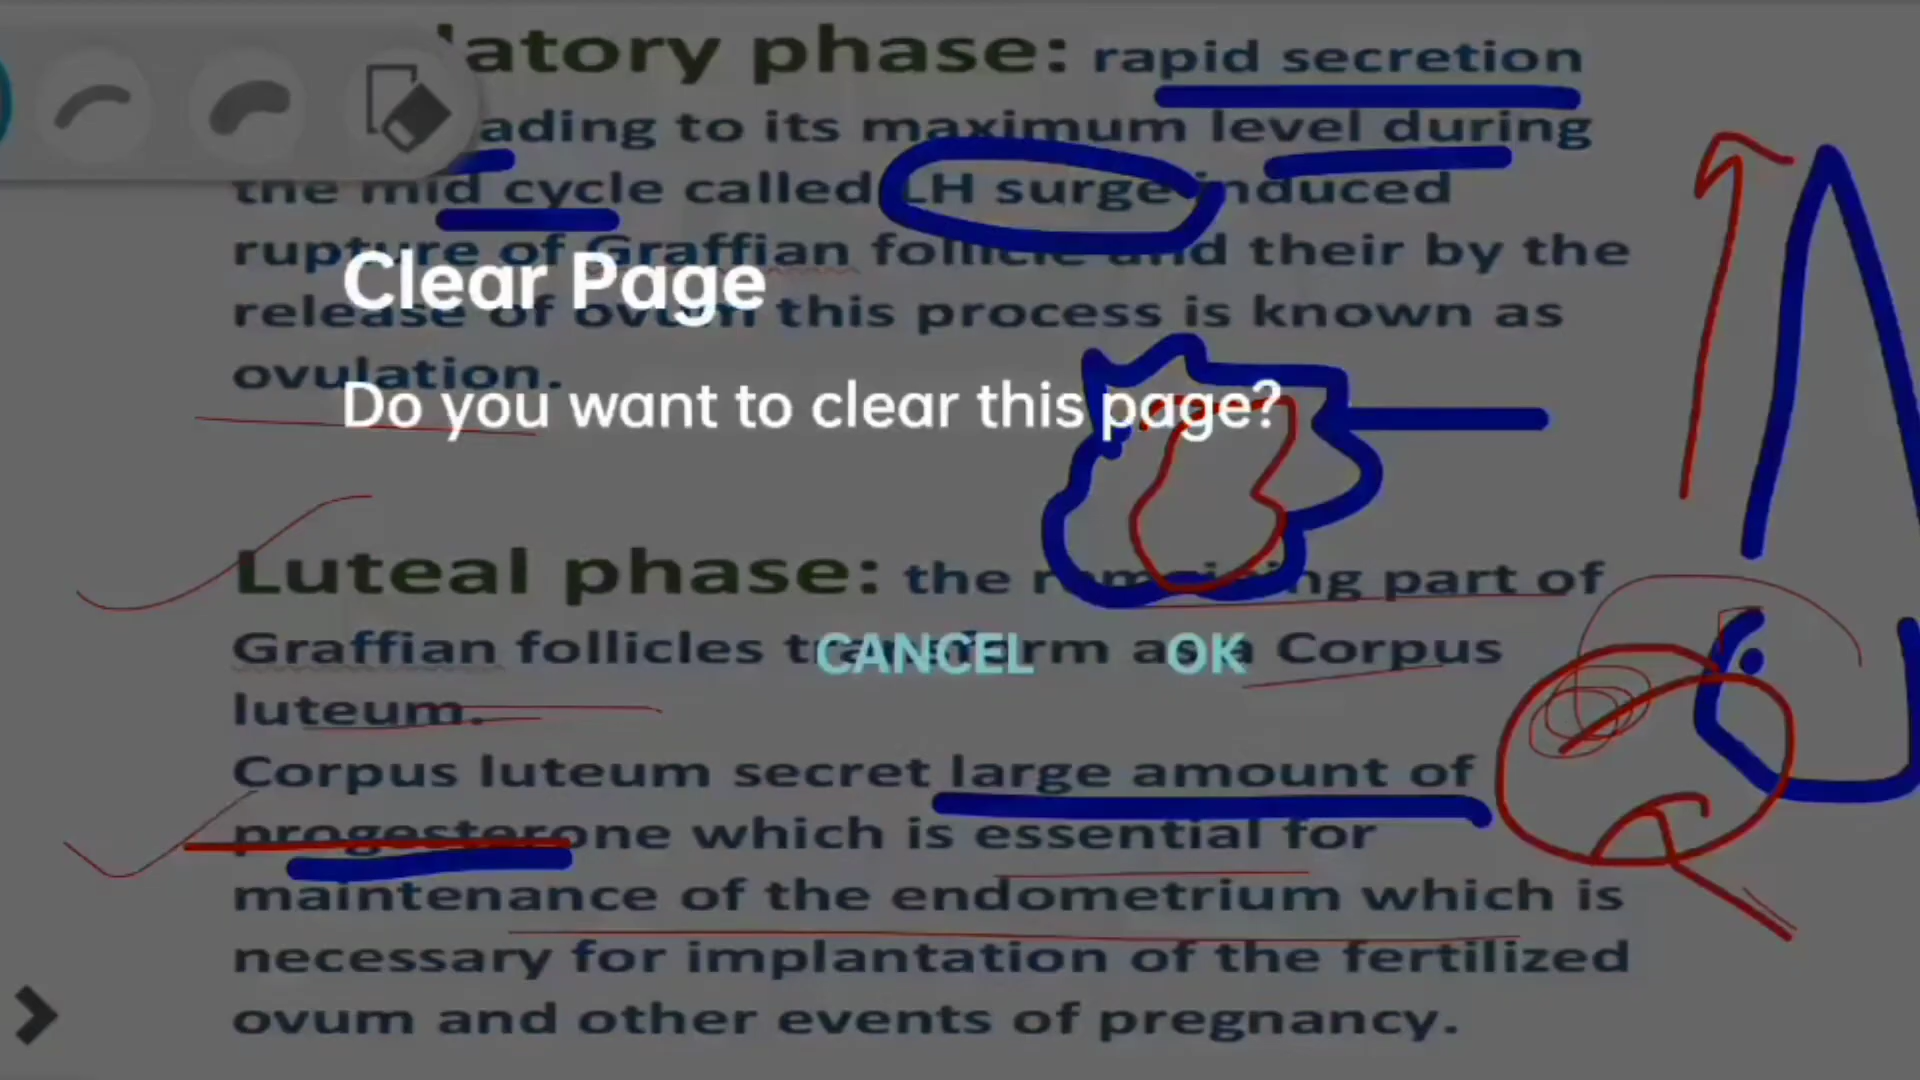 latory phase: rapid secretion
ading to its maximum level during
the mid cycle called LH surge induced
rupture of Graffian follicle and their by the
Clear Page
release of ovum this process is known as
ovulation.
Do you want to clear this page?
Luteal phase: the remaining part of
Graffian follicles transform as a Corpus
CANCEL OK
luteum.
Corpus luteum secret large amount of
progesterone which is essential for
maintenance of the endometrium which is
necessary for implantation of the fertilized
ovum and other events of pregnancy.